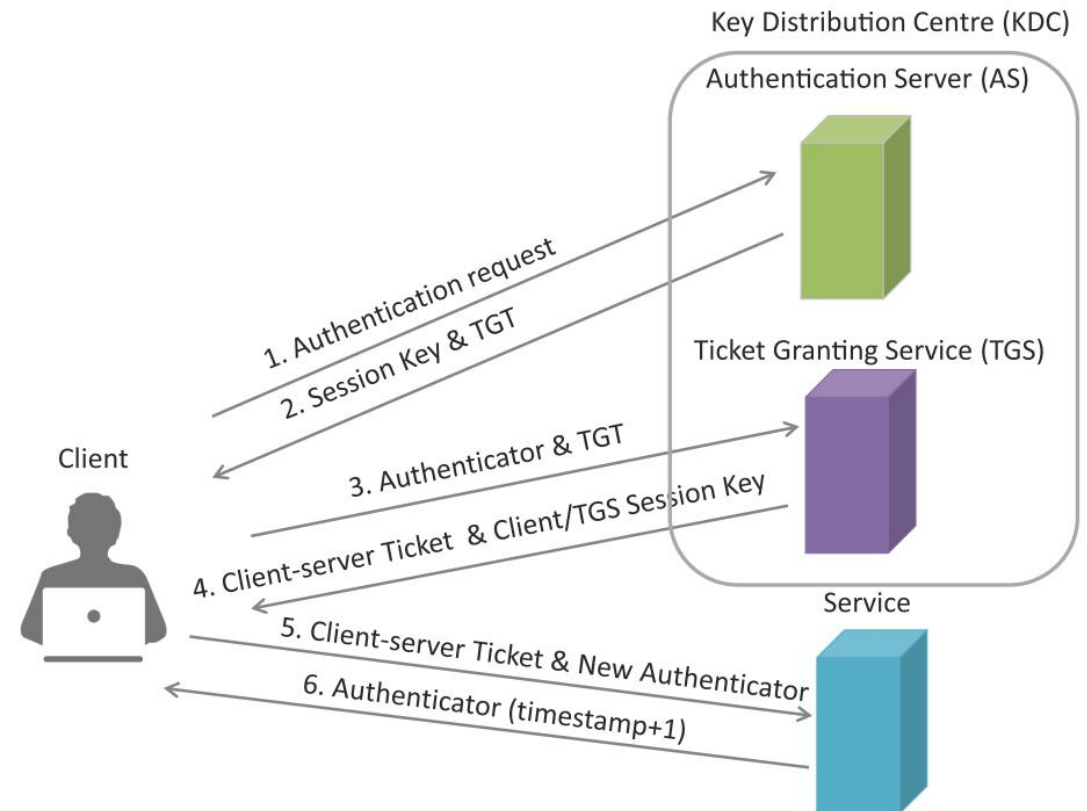 Key Distribution Centre (KDC)
Authentication Server (AS)
1. Authentication request
2. Session Key & TGT
Ticket Granting Service (TGS)
Client
3. Authenticator & TGT
4. Client-server Ticket & Client/TGS Session Key
Service
5. Client-server Ticket & New Authenticator
6. Authenticator (timestamp+1)